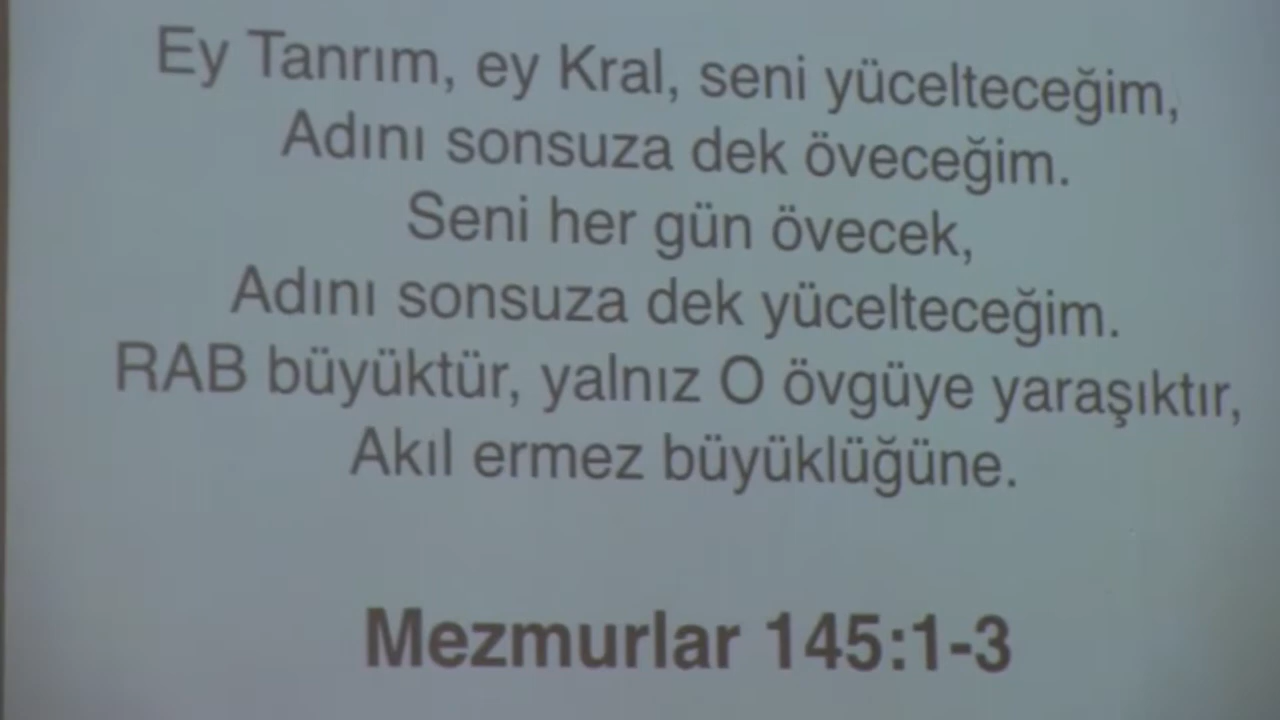 Ey Tanrım, ey Kral, seni yücelteceğim,
Adını sonsuza dek öveceğim.
Seni her gün övecek,
Adını sonsuza dek yücelteceğim.
RAB büyüktür, yalnız O övgüye yaraşıktır,
Akıl ermez büyüklüğüne.
Mezmurlar 145:1-3